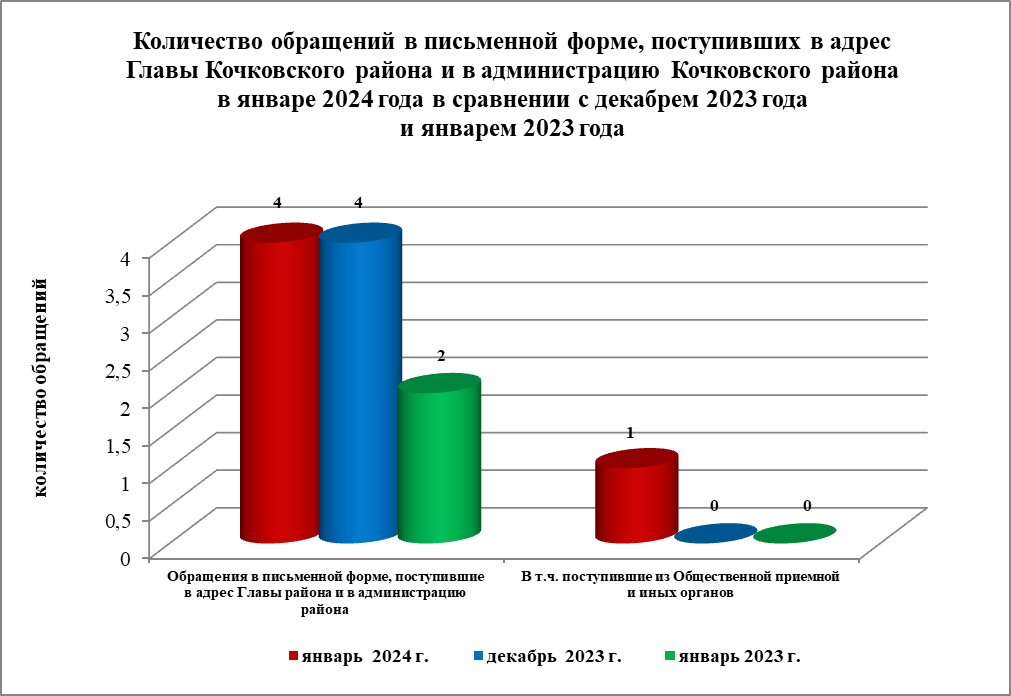 Количество обращений в письменной форме, поступивших в адрес
Главы Кочковского района и в администрацию Кочковского района
в январе 2024 года в сравнении с декабрем 2023 года
и январем 2023 года
количество обращений
4
3,5
3
2,5
2
1,5
1
0,5
0
4
4
2
1
0
0
Обращения в письменной форме, поступившие
в адрес Главы района и в администрацию
района
В т.ч. поступившие из Общественной приемной
и иных органов
январь 2024 г.
декабрь 2023 г.
январь 2023 г.